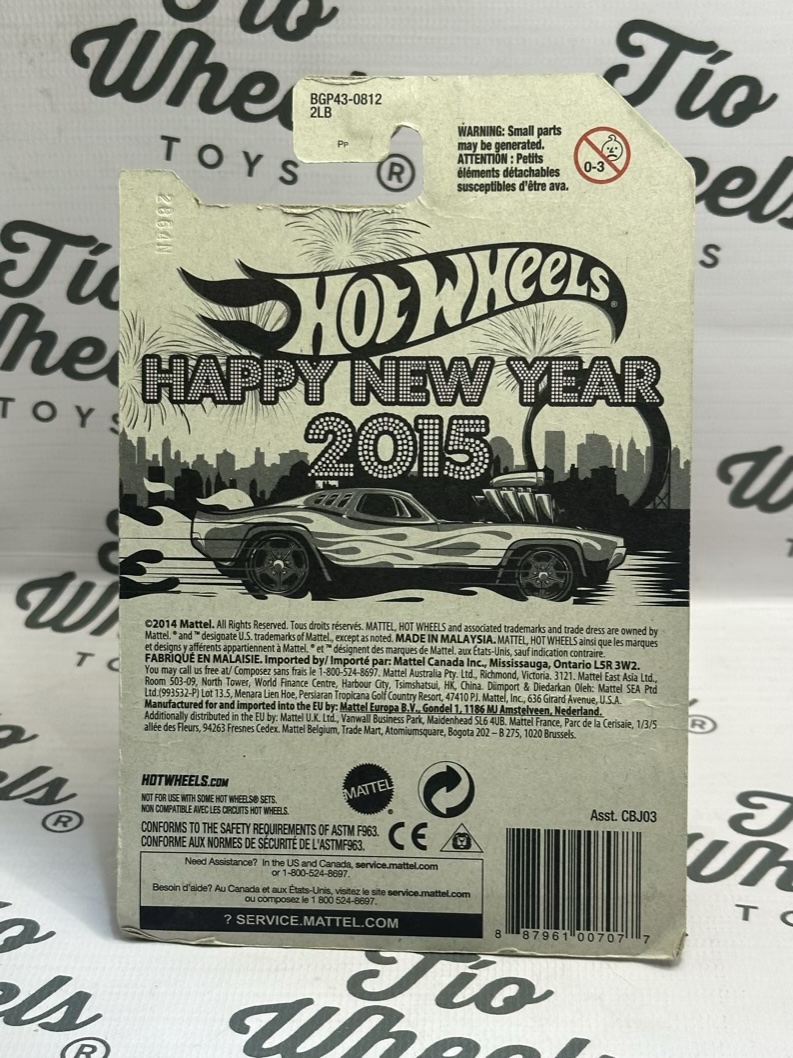 Tío
Wheels
TOYS
®
Tío
Wheels
TOYS
BGP43-0812
2LB
Pp
WARNING: Small parts
may be generated.
ATTENTION : Petits
éléments détachables
susceptibles d'être ava.
0-3
HOT WHEELS®
HAPPY NEW YEAR
2015
©2014 Mattel. All Rights Reserved. Tous droits réservés. MATTEL, HOT WHEELS and associated trademarks and trade dress are owned by
Mattel. ® and ™ designate U.S. trademarks of Mattel, except as noted. MADE IN MALAYSIA. MATTEL, HOT WHEELS ainsi que les marques
et designs y afférents appartiennent à Mattel. ® et ™ désignent des marques de Mattel. aux États-Unis, sauf indication contraire.
FABRIQUÉ EN MALAISIE. Imported by/ Importé par: Mattel Canada Inc., Mississauga, Ontario L5R 3W2.
You may call us free at/ Composez sans frais le 1-800-524-8697. Mattel Australia Pty. Ltd., Richmond, Victoria. 3121. Mattel East Asia Ltd.,
Room 503-09, North Tower, World Finance Centre, Harbour City, Tsimshatsui, HK, China. Diimport & Diedarkan Oleh: Mattel SEA Ptd
Ltd.(993532-P) Lot 13.5, Menara Lien Hoe, Persiaran Tropicana Golf Country Resort, 47410 PJ. Mattel, Inc., 636 Girard Avenue, U.S.A.
Manufactured for and imported into the EU by: Mattel Europa B.V., Gondel 1, 1186 MJ Amstelveen, Nederland.
Additionally distributed in the EU by: Mattel U.K. Ltd., Vanwall Business Park, Maidenhead SL6 4UB. Mattel France, Parc de la Cerisaie, 1/3/5
allée des Fleurs, 94263 Fresnes Cedex. Mattel Belgium, Trade Mart, Atomiumsquare, Bogota 202 – B 275, 1020 Brussels.
HOTWHEELS.COM
NOT FOR USE WITH SOME HOT WHEELS® SETS.
NON COMPATIBLE AVEC LES CIRCUITS HOT WHEELS.
MATTEL®
Asst. CBJ03
CONFORMS TO THE SAFETY REQUIREMENTS OF ASTM F963.
CONFORME AUX NORMES DE SÉCURITÉ DE L'ASTMF963.
CE
Need Assistance? In the US and Canada, service.mattel.com
or 1-800-524-8697.
Besoin d'aide? Au Canada et aux États-Unis, visitez le site service.mattel.com
ou composez le 1 800 524-8697.
? SERVICE.MATTEL.COM
8 87961 00707 7
Tío
Wheels